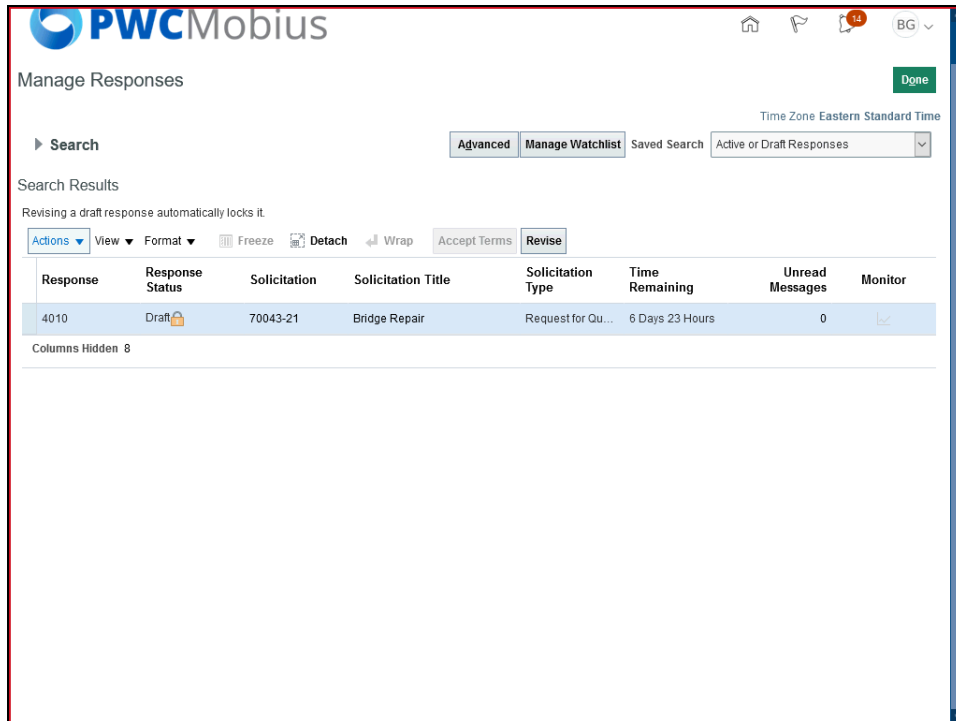 PWCMobius
14
BG
Manage Responses
Done
Time Zone Eastern Standard Time
Search
Advanced Manage Watchlist Saved Search Active or Draft Responses
Search Results
Revising a draft response automatically locks it.
Actions View Format Freeze Detach Wrap Accept Terms Revise
Response Response Status Solicitation Solicitation Title Solicitation Type Time Remaining Unread Messages Monitor
4010 Draft 70043-21 Bridge Repair Request for Qu... 6 Days 23 Hours 0
Columns Hidden 8